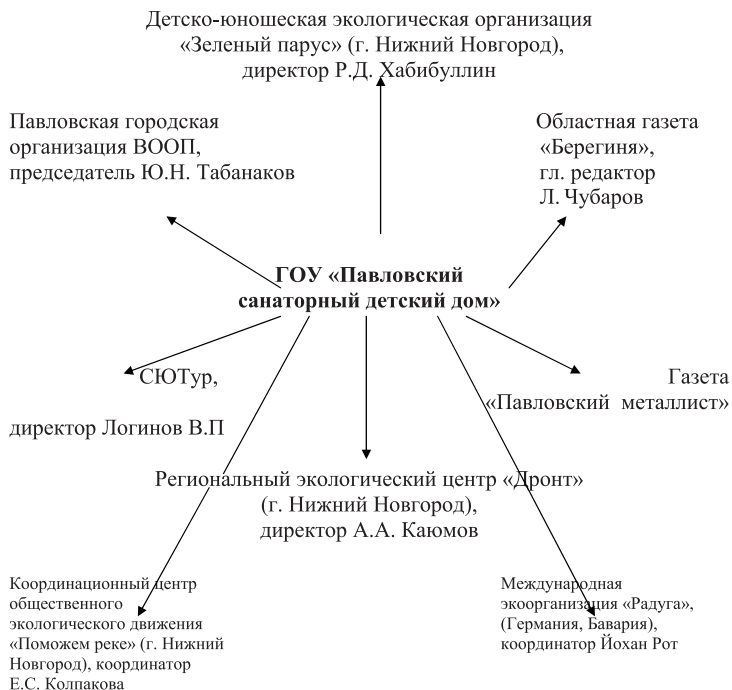 Детско-юношеская экологическая организация
«Зеленый парус» (г. Нижний Новгород),
директор Р.Д. Хабибуллин
Павловская городская
организация ВООП,
председатель Ю.Н. Табанаков
Областная газета
«Берегиня»,
гл. редактор
Л. Чубаров
ГОУ «Павловский
санаторный детский дом»
СЮТур,
директор Логинов В.П
Газета
«Павловский металлист»
Региональный экологический центр «Дронт»
(г. Нижний Новгород),
директор А.А. Каюмов
Координационный центр
общественного
экологического движения
«Поможем реке» (г. Нижний
Новгород), координатор
Е.С. Колпакова
Международная
экоорганизация «Радуга»,
(Германия, Бавария),
координатор Йохан Рот